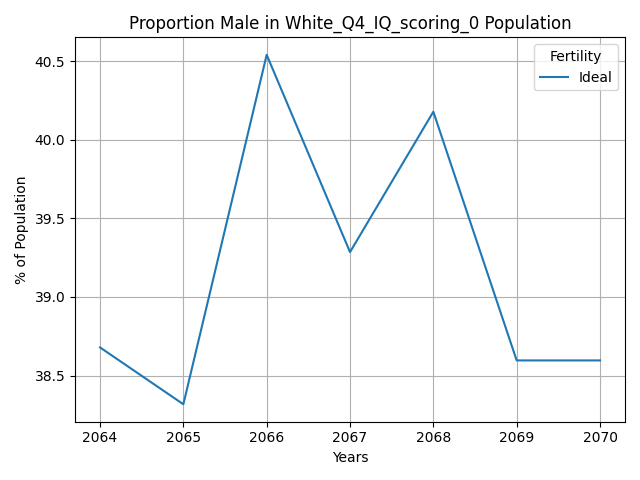 Proportion Male in White_Q4_IQ_scoring_0 Population
Fertility
Ideal
40.5
40.0
39.5
39.0
38.5
% of Population
2064 2065 2066 2067 2068 2069 2070
Years